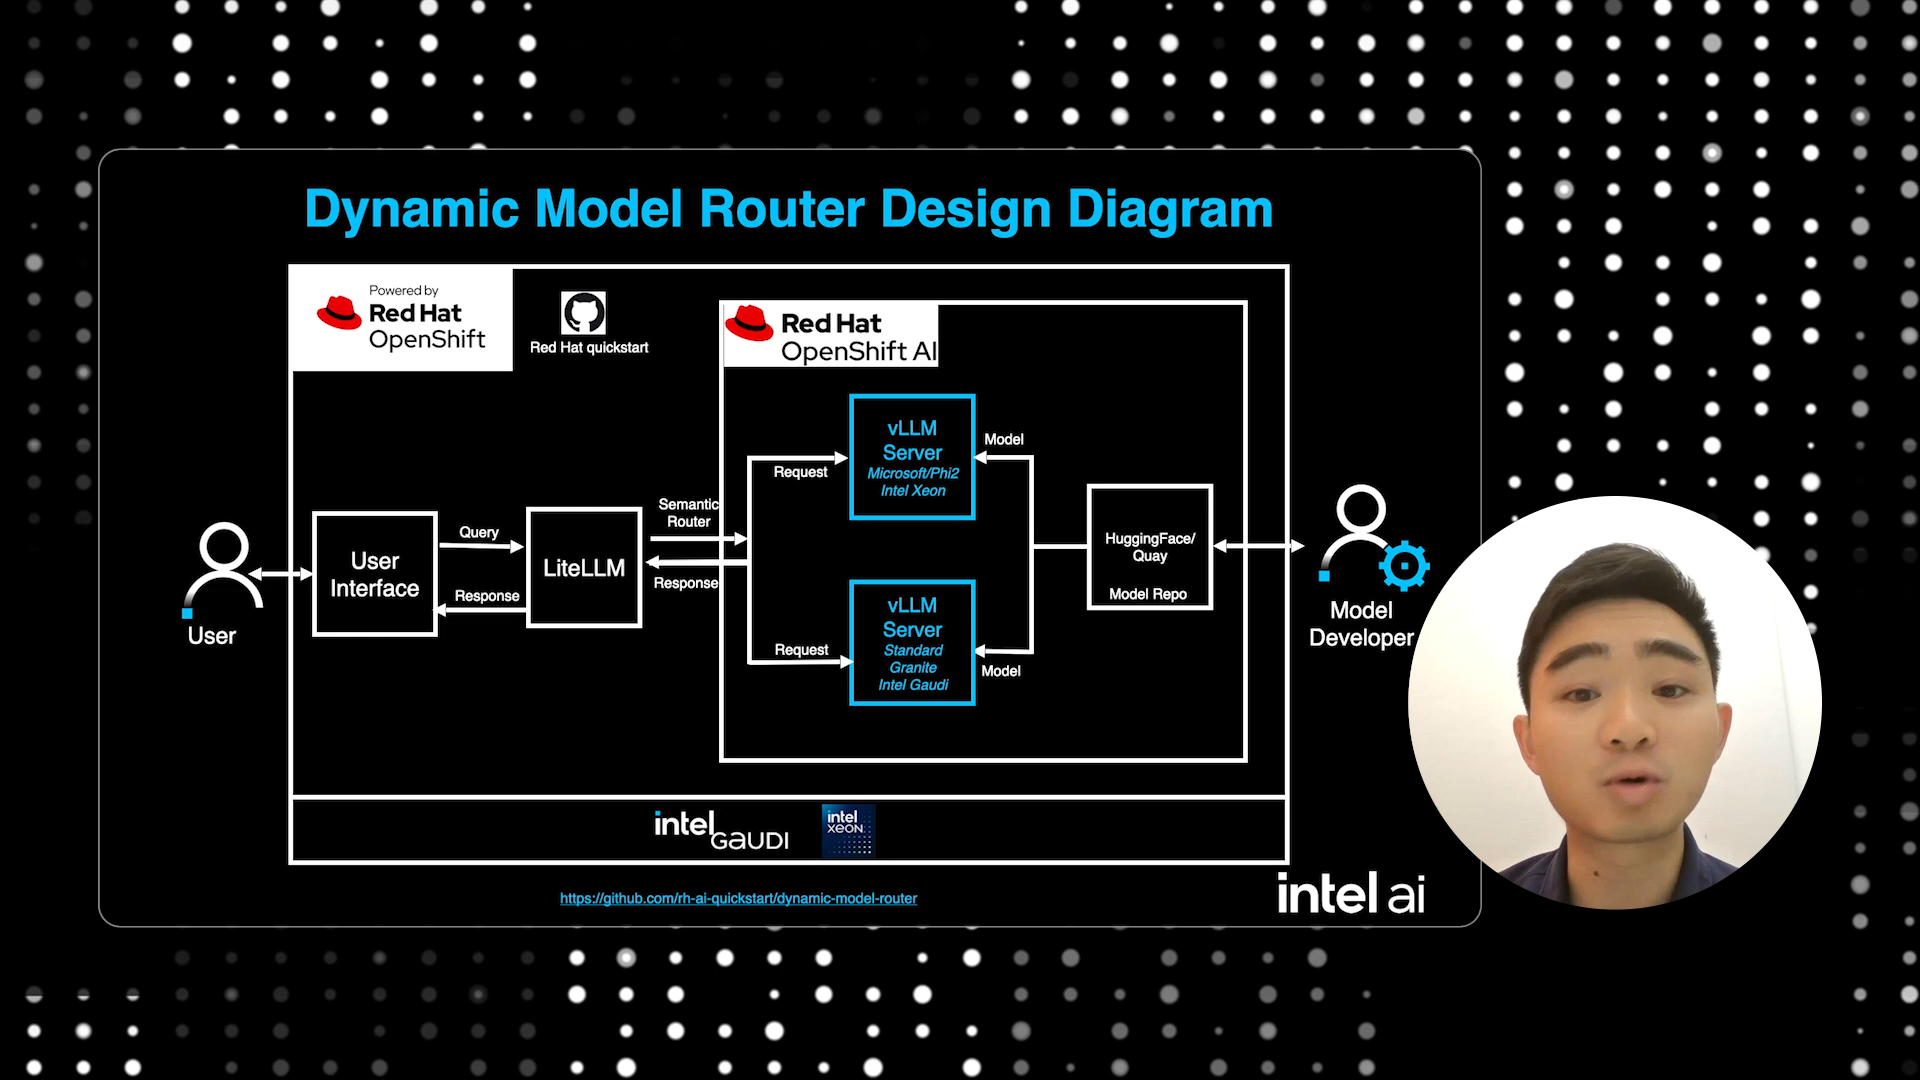 Dynamic Model Router Design Diagram
Powered by
Red Hat
OpenShift
Red Hat quickstart
Red Hat
OpenShift AI
User
User
Interface
Query
Response
LiteLLM
Semantic
Router
Response
Request
vLLM
Server
Microsoft/Phi2
Intel Xeon
Model
Request
vLLM
Server
Standard
Granite
Intel Gaudi
Model
HuggingFace/
Quay
Model Repo
Model
Developer
intel GAUDI
intel
XEON
https://github.com/rh-ai-quickstart/dynamic-model-router
intel ai